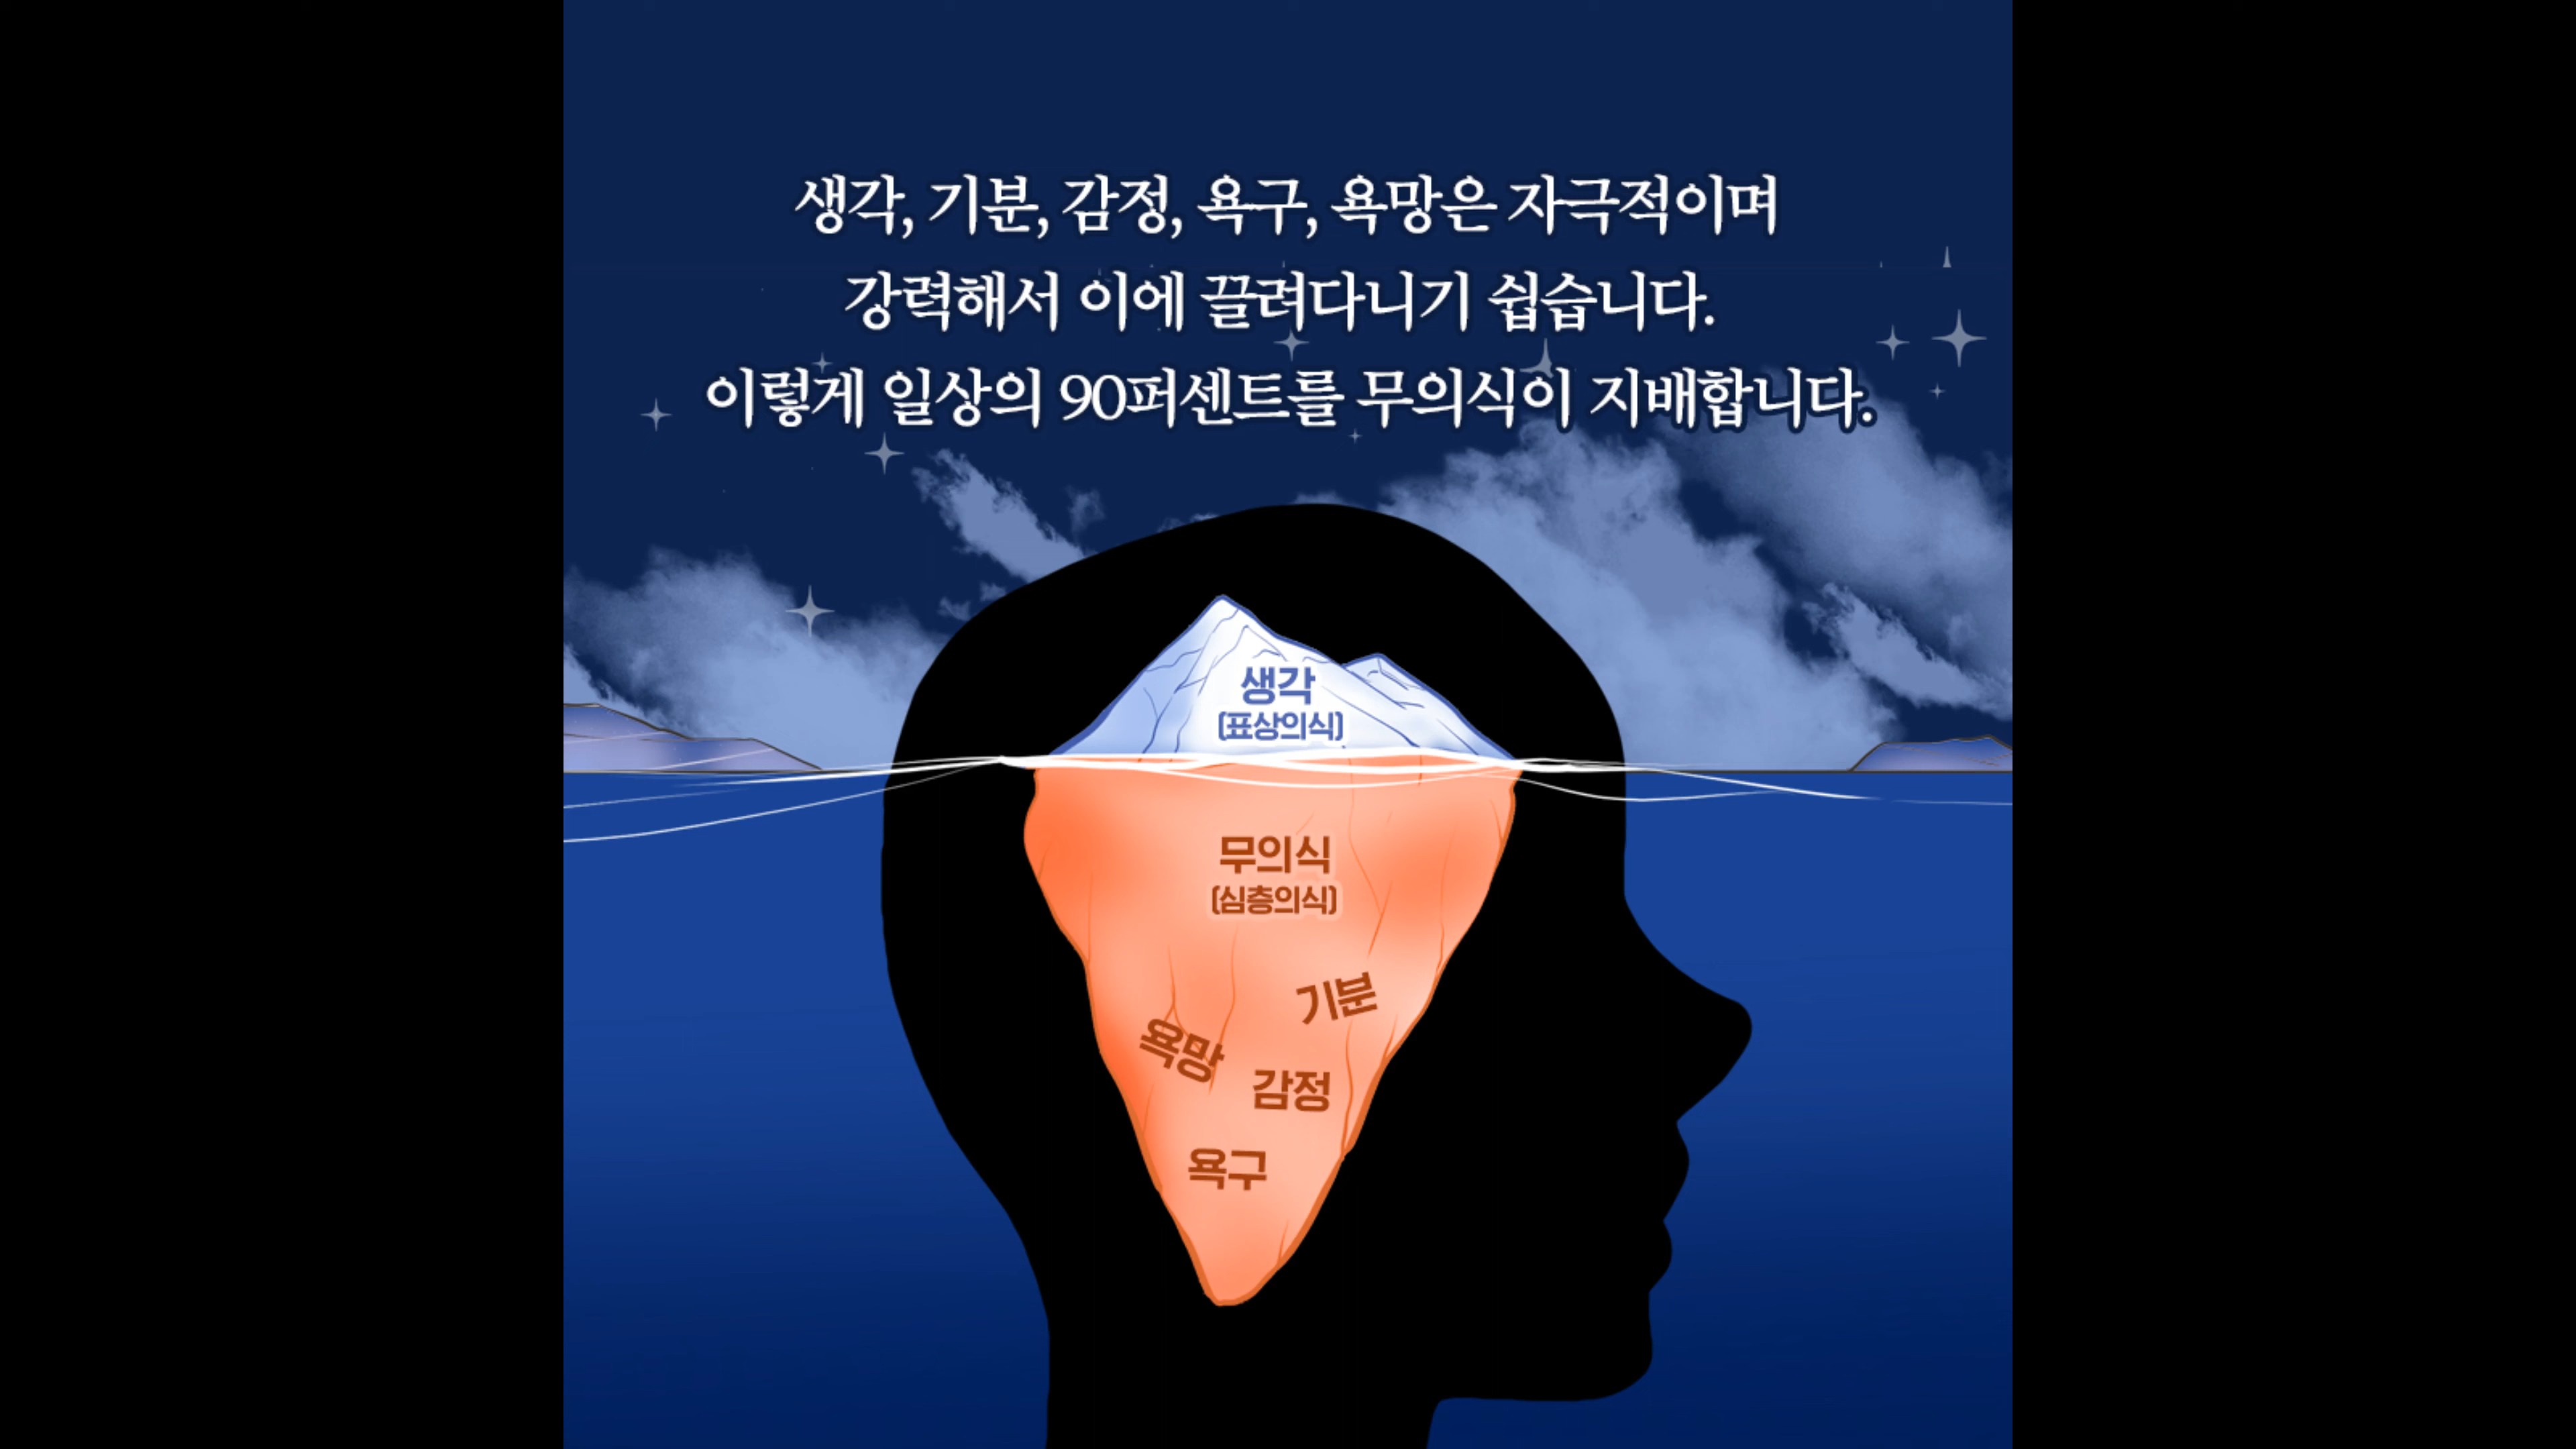 생각, 기분, 감정, 욕구, 욕망은 자극적이며
강력해서 이에 끌려다니기 쉽습니다.
이렇게 일상의 90퍼센트를 무의식이 지배합니다.
생각
(표상의식)
무의식
(심층의식)
기분
욕망
감정
욕구